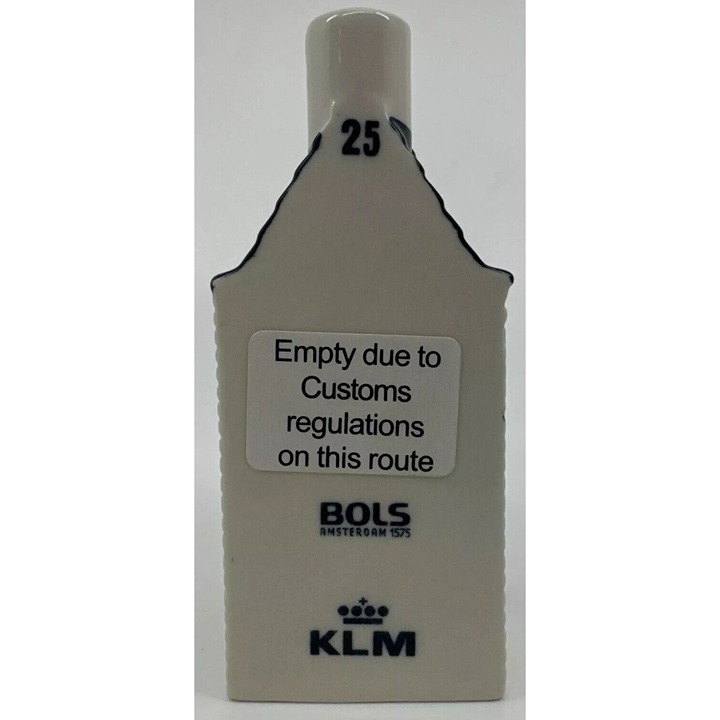 25
Empty due to
Customs
regulations
on this route
BOLS
AMSTERDAM 1575
KLM